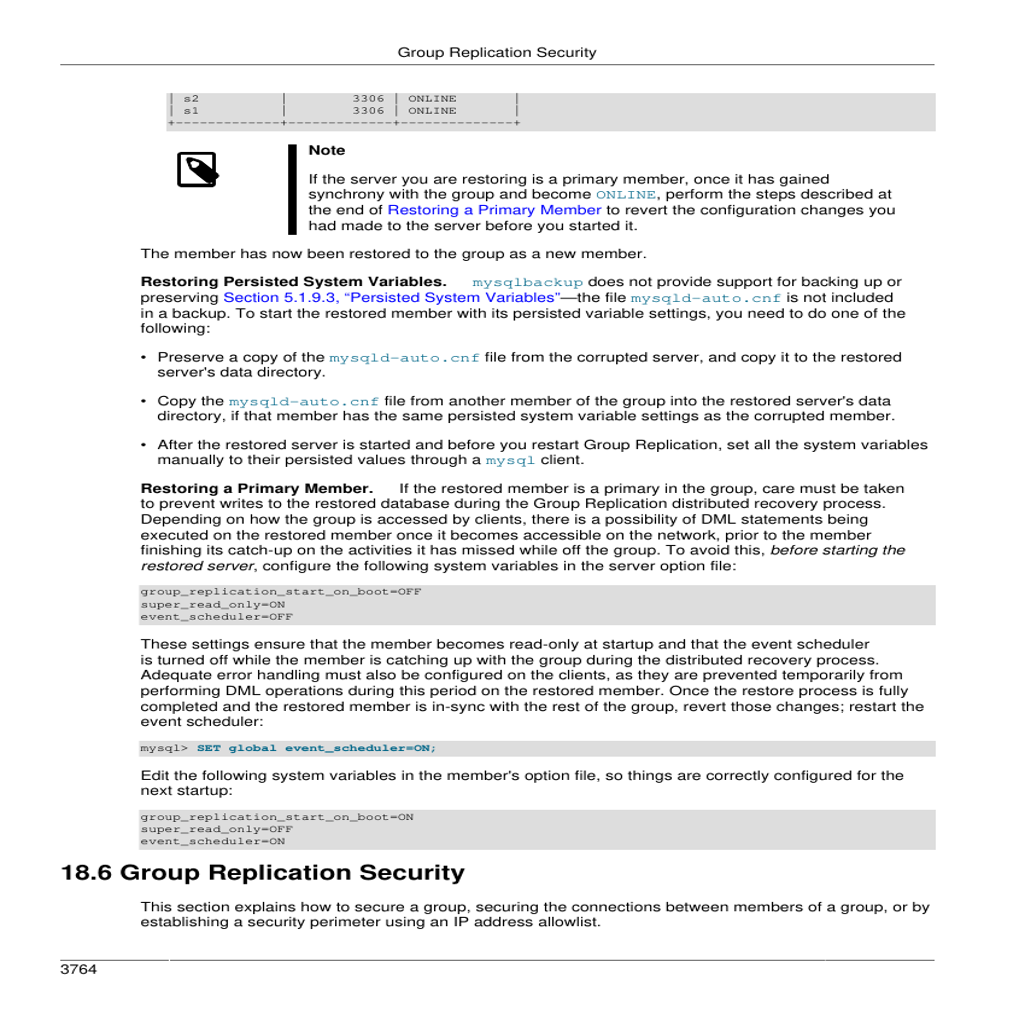 Group Replication Security
| s2          |        3306 | ONLINE       |
| s1          |        3306 | ONLINE       |
+-------------+-------------+--------------+
Note
If the server you are restoring is a primary member, once it has gained
synchrony with the group and become ONLINE, perform the steps described at
the end of Restoring a Primary Member to revert the configuration changes you
had made to the server before you started it.
The member has now been restored to the group as a new member.
Restoring Persisted System Variables. mysqlbackup does not provide support for backing up or
preserving Section 5.1.9.3, “Persisted System Variables”—the file mysqld-auto.cnf is not included
in a backup. To start the restored member with its persisted variable settings, you need to do one of the
following:
• Preserve a copy of the mysqld-auto.cnf file from the corrupted server, and copy it to the restored
server's data directory.
• Copy the mysqld-auto.cnf file from another member of the group into the restored server's data
directory, if that member has the same persisted system variable settings as the corrupted member.
• After the restored server is started and before you restart Group Replication, set all the system variables
manually to their persisted values through a mysql client.
Restoring a Primary Member. If the restored member is a primary in the group, care must be taken
to prevent writes to the restored database during the Group Replication distributed recovery process.
Depending on how the group is accessed by clients, there is a possibility of DML statements being
executed on the restored member once it becomes accessible on the network, prior to the member
finishing its catch-up on the activities it has missed while off the group. To avoid this, before starting the
restored server, configure the following system variables in the server option file:
group_replication_start_on_boot=OFF
super_read_only=ON
event_scheduler=OFF
These settings ensure that the member becomes read-only at startup and that the event scheduler
is turned off while the member is catching up with the group during the distributed recovery process.
Adequate error handling must also be configured on the clients, as they are prevented temporarily from
performing DML operations during this period on the restored member. Once the restore process is fully
completed and the restored member is in-sync with the rest of the group, revert those changes; restart the
event scheduler:
mysql> SET global event_scheduler=ON;
Edit the following system variables in the member's option file, so things are correctly configured for the
next startup:
group_replication_start_on_boot=ON
super_read_only=OFF
event_scheduler=ON
18.6 Group Replication Security
This section explains how to secure a group, securing the connections between members of a group, or by
establishing a security perimeter using an IP address allowlist.
3764